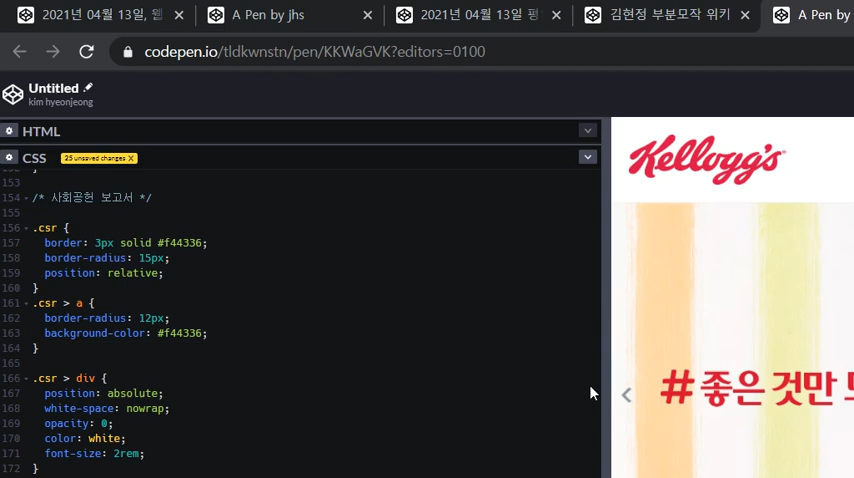 2021년 04월 13일, 웹
A Pen by jhs
2021년 04월 13일 평
김현정 부분모작 위키
A Pen by
codepen.io/tldkwnstn/pen/KKWaGVK?editors=0100
Untitled
kim hyeonjeong
HTML
CSS 25 unsaved changes X
153
154 /* 사회공헌 보고서 */
155
156 .csr {
157 border: 3px solid #f44336;
158 border-radius: 15px;
159 position: relative;
160 }
161 .csr > a {
162 border-radius: 12px;
163 background-color: #f44336;
164 }
165
166 .csr > div {
167 position: absolute;
168 white-space: nowrap;
169 opacity: 0;
170 color: white;
171 font-size: 2rem;
172 }
Kellogg's
#좋은 것만